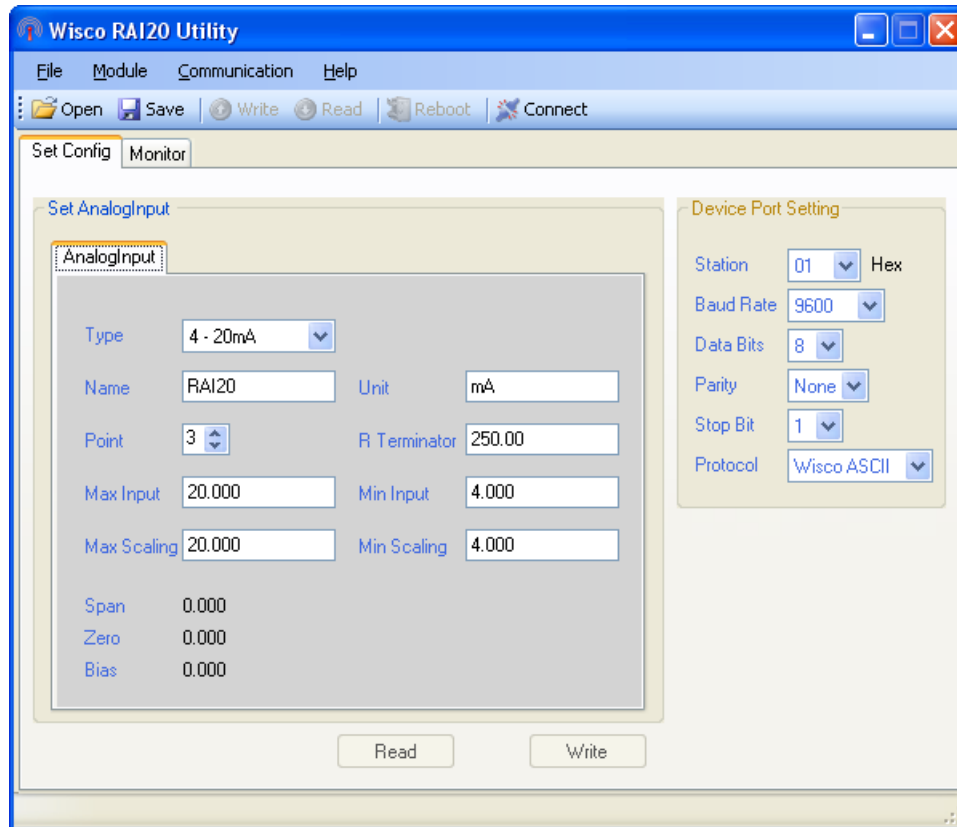 Wisco RAI20 Utility
File Module Communication Help
Open Save Write Read Reboot Connect
Set Config Monitor
Set AnalogInput
AnalogInput
Type 4 - 20mA
Name RAI20 Unit mA
Point 3 R Terminator 250.00
Max Input 20.000 Min Input 4.000
Max Scaling 20.000 Min Scaling 4.000
Span 0.000
Zero 0.000
Bias 0.000
Read Write
Device Port Setting
Station 01 Hex
Baud Rate 9600
Data Bits 8
Parity None
Stop Bit 1
Protocol Wisco ASCII